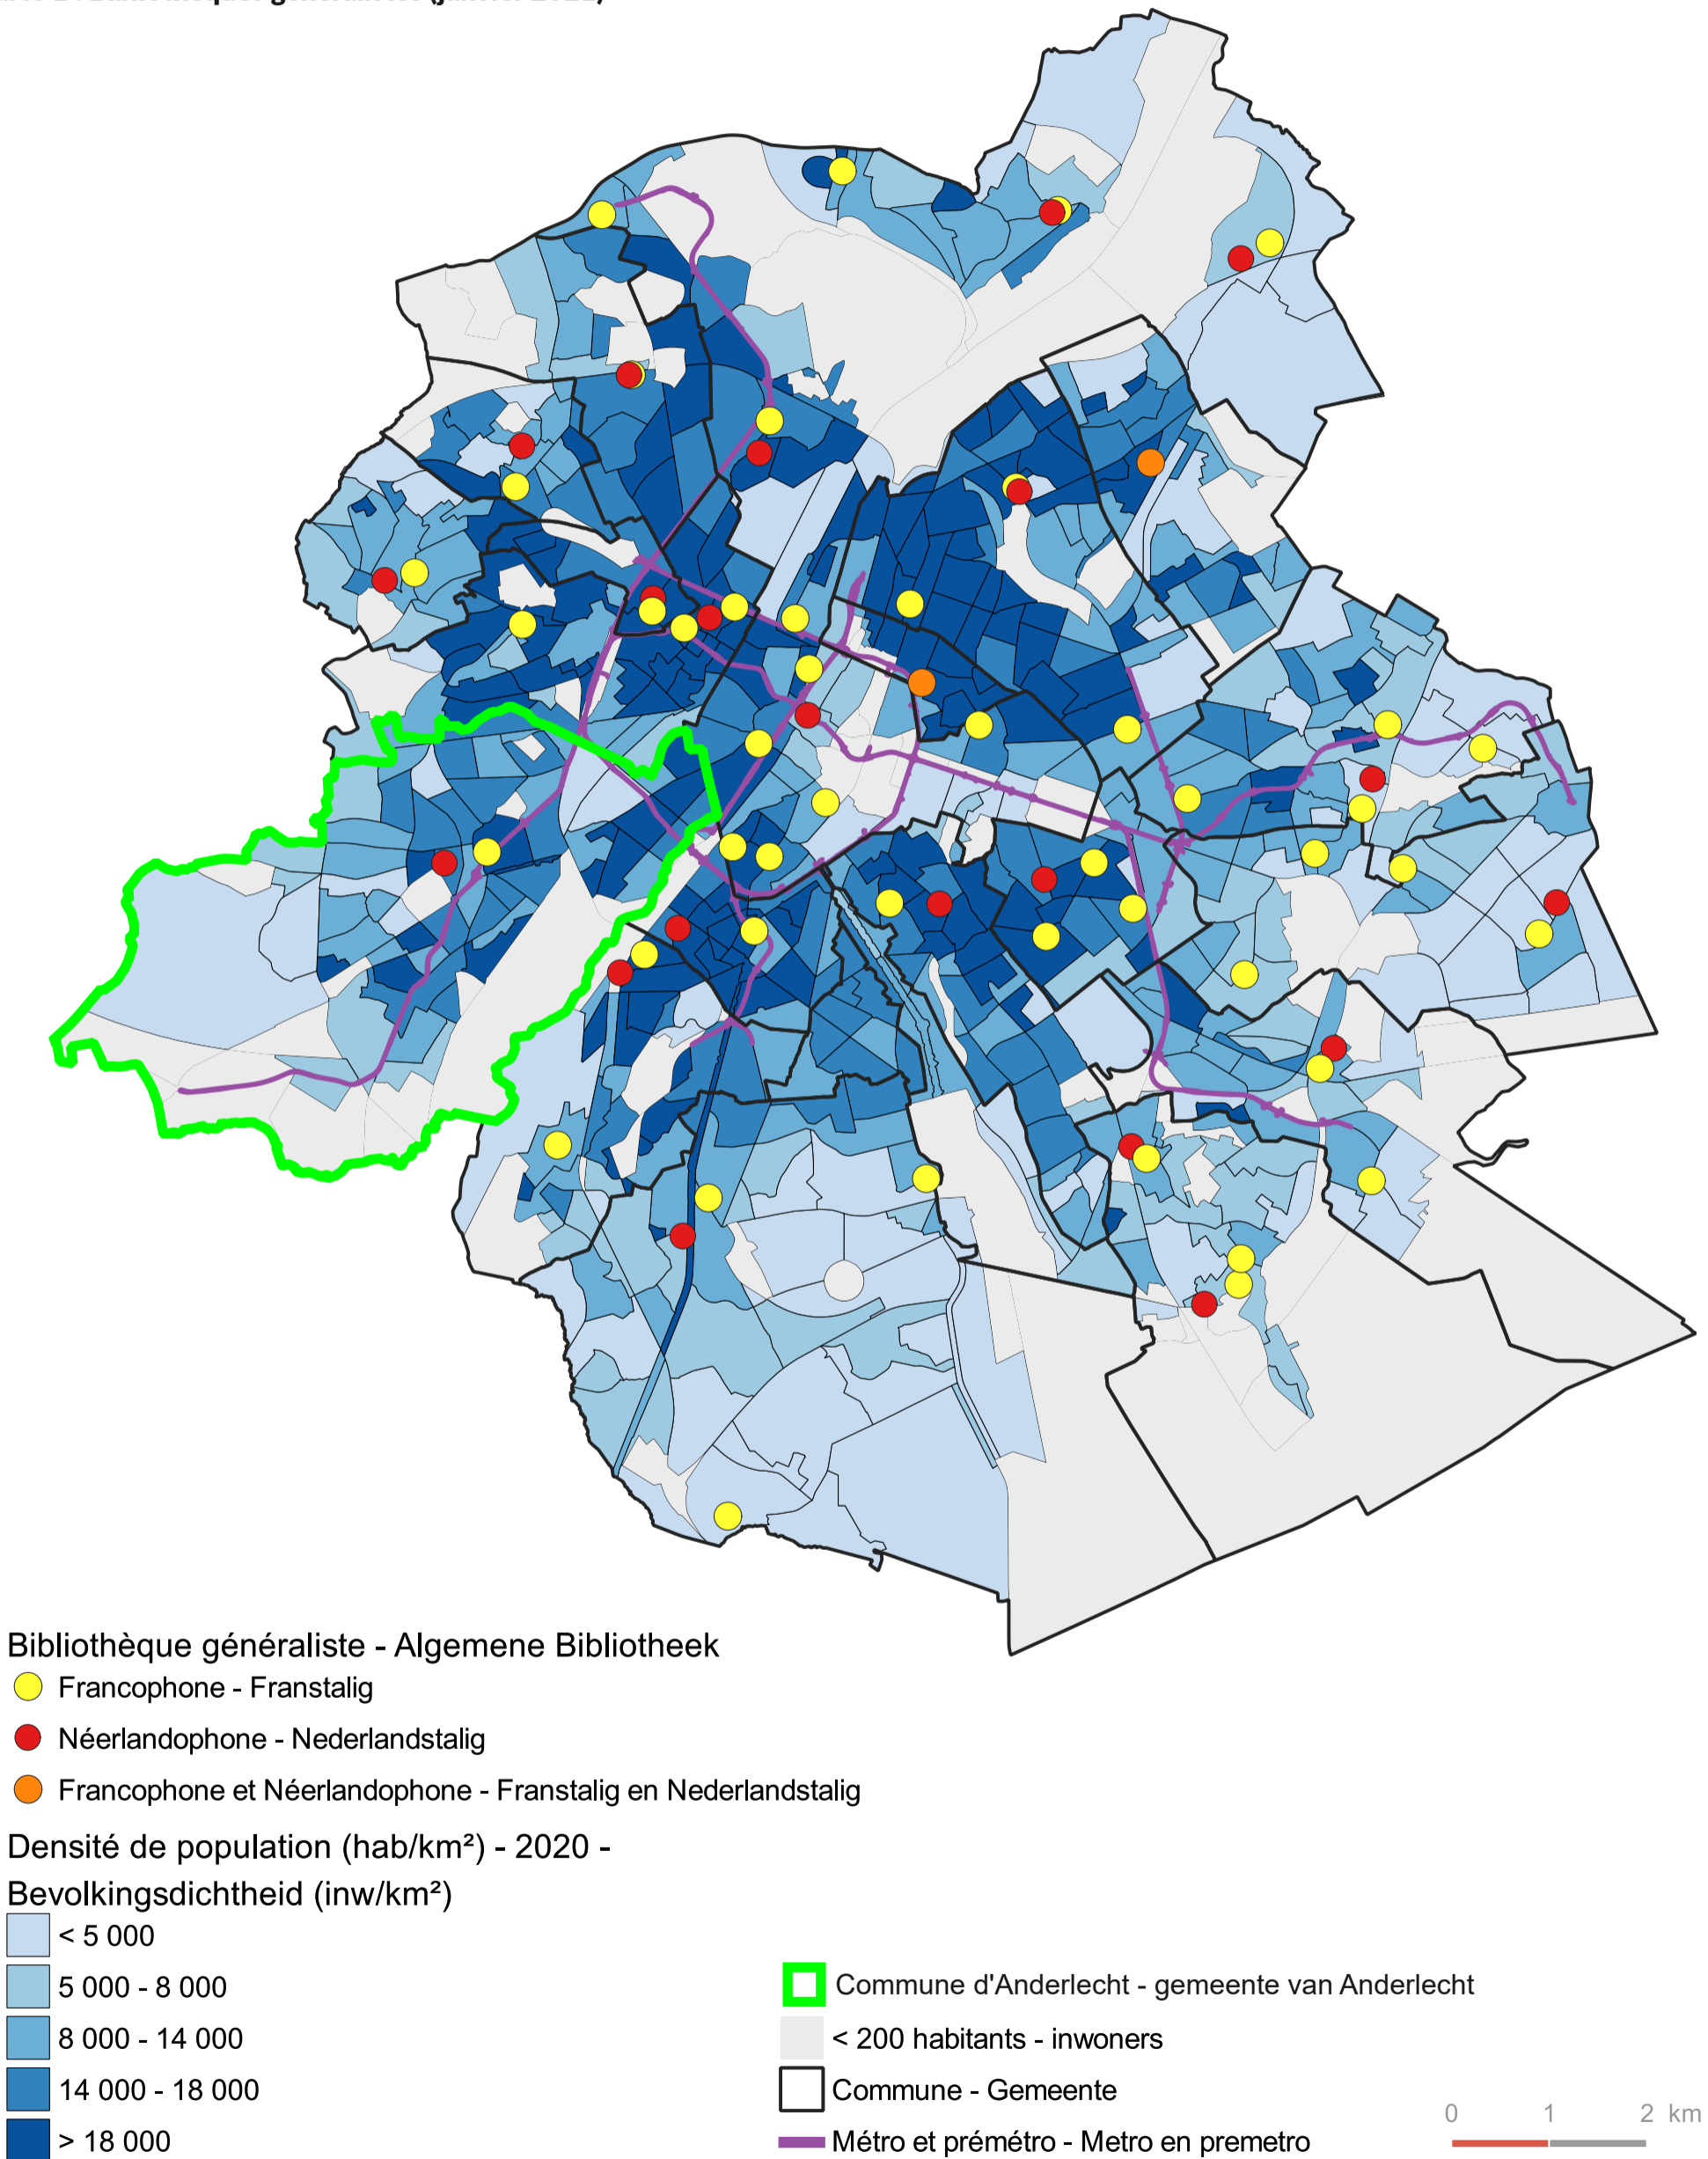 Bibliothèque généraliste - Algemene Bibliotheek
Francophone - Franstalig
Néerlandophone - Nederlandstalig
Francophone et Néerlandophone - Franstalig en Nederlandstalig
Densité de population (hab/km²) - 2020 -
Bevolkingsdichtheid (inw/km²)
< 5 000
5 000 - 8 000
8 000 - 14 000
14 000 - 18 000
> 18 000
Commune d'Anderlecht - gemeente van Anderlecht
< 200 habitants - inwoners
Commune - Gemeente
Métro et prémétro - Metro en premetro
0 1 2 km